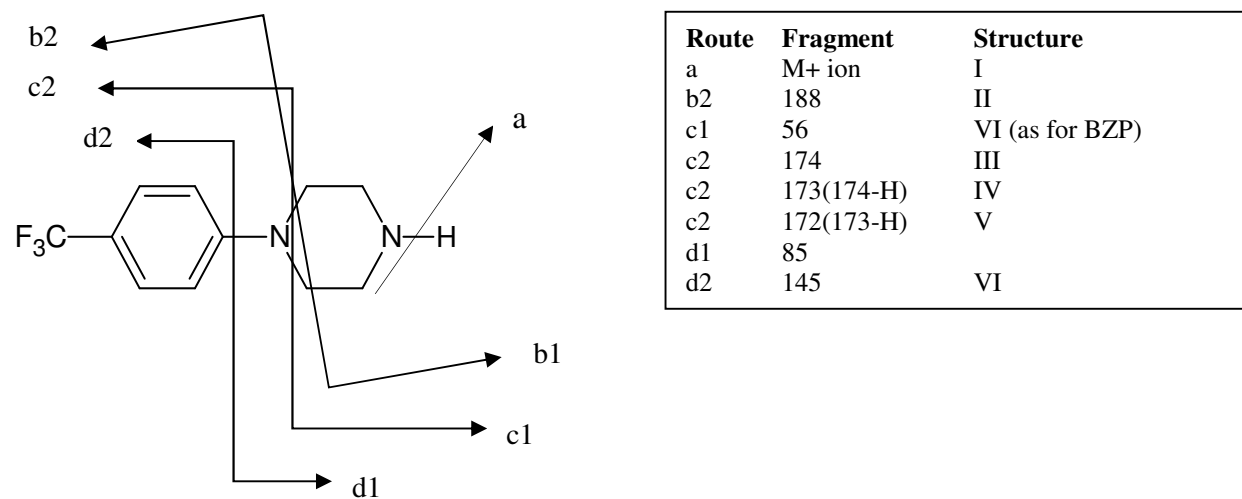 b2
c2
d2
a
F3C
N
N—H
b1
c1
d1
Route Fragment Structure
a M+ ion I
b2 188 II
c1 56 VI (as for BZP)
c2 174 III
c2 173(174-H) IV
c2 172(173-H) V
d1 85
d2 145 VI